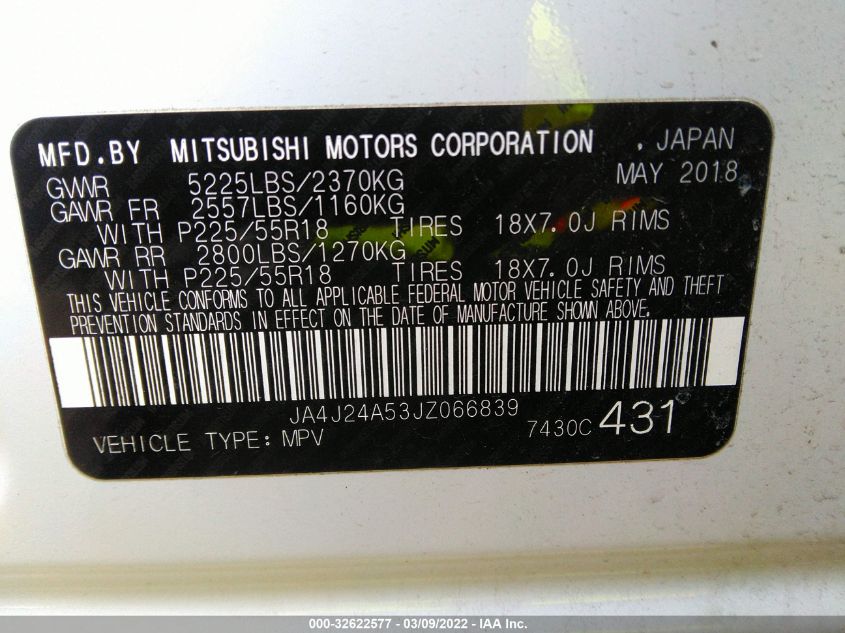 MFD.BY MITSUBISHI MOTORS CORPORATION , JAPAN
GVWR 5225LBS/2370KG MAY 2018
GAWR FR 2557LBS/1160KG
WITH P225/55R18 TIRES 18X7.0J RIMS
GAWR RR 2800LBS/1270KG
WITH P225/55R18 TIRES 18X7.0J RIMS
THIS VEHICLE CONFORMS TO ALL APPLICABLE FEDERAL MOTOR VEHICLE SAFETY AND THEFT
PREVENTION STANDARDS IN EFFECT ON THE DATE OF MANUFACTURE SHOWN ABOVE.
JA4J24A53JZ066839
VEHICLE TYPE: MPV 7430C 431
000-32622577 - 03/09/2022 - IAA Inc.